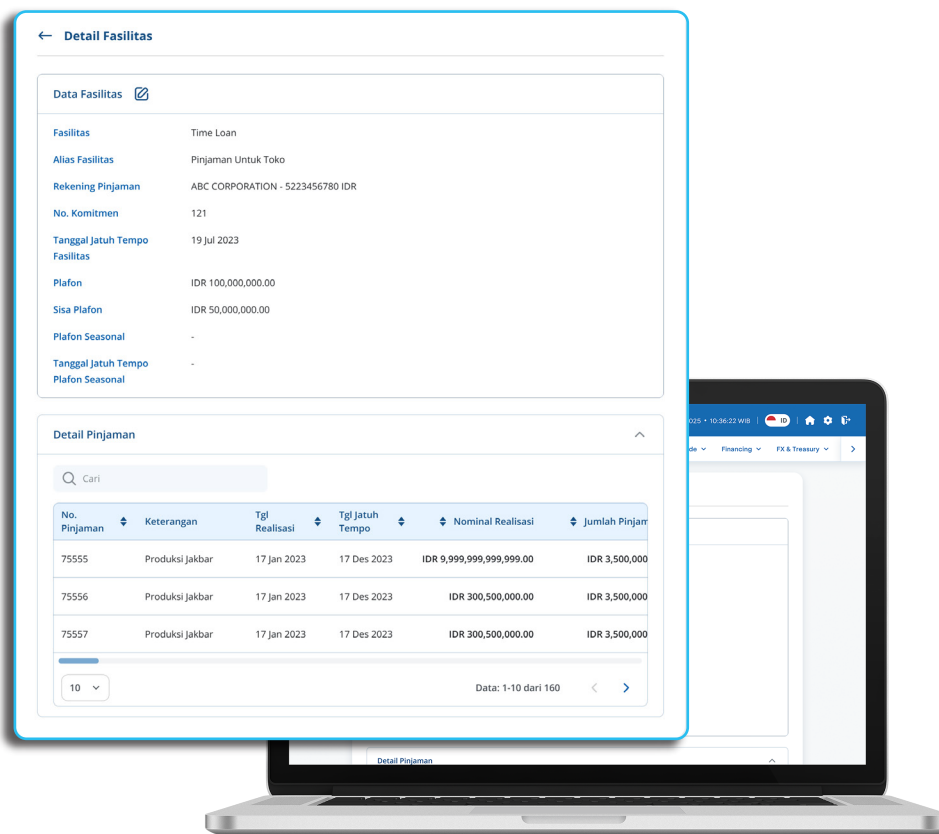 Detail Fasilitas
Data Fasilitas
Fasilitas Time Loan
Alias Fasilitas Pinjaman Untuk Toko
Rekening Pinjaman ABC CORPORATION - 5223456780 IDR
No. Komitmen 121
Tanggal Jatuh Tempo 19 Jul 2023
Fasilitas
Plafon IDR 100,000,000.00
Sisa Plafon IDR 50,000,000.00
Plafon Seasonal -
Tanggal Jatuh Tempo -
Plafon Seasonal
Detail Pinjaman
Cari
No. Pinjaman Keterangan Tgl Realisasi Tgl Jatuh Tempo Nominal Realisasi Jumlah Pinjam
75555 Produksi Jakbar 17 Jan 2023 17 Des 2023 IDR 9,999,999,999,999.00 IDR 3,500,000
75556 Produksi Jakbar 17 Jan 2023 17 Des 2023 IDR 300,500,000.00 IDR 3,500,000
75557 Produksi Jakbar 17 Jan 2023 17 Des 2023 IDR 300,500,000.00 IDR 3,500,000
10 Data: 1-10 dari 160
025 • 10:36:22 WIB ID
de Financing FX & Treasury
Detail Pinjaman